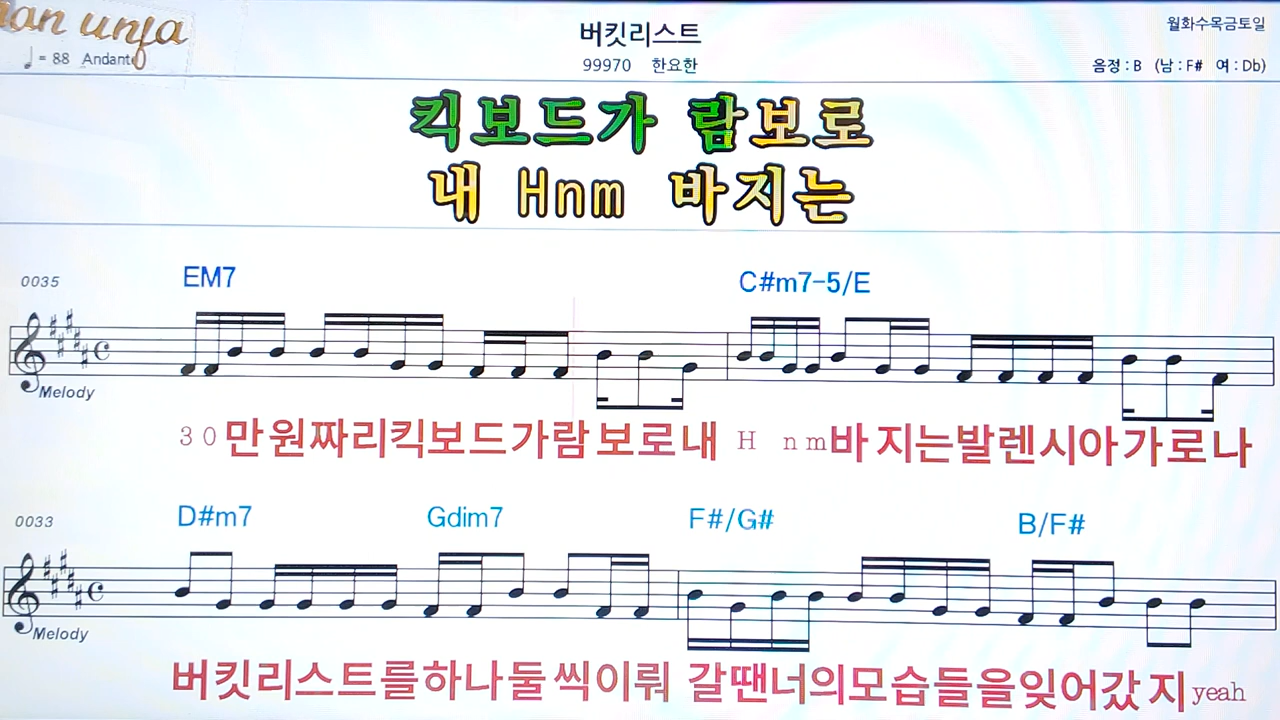 버킷리스트
월화수목금토일
♩= 88 Andante
99970 한요한
음정 : B (남 : F# 여 : Db)
킥보드가 람보로
내 Hnm 바지는
0035 EM7 C#m7-5/E
Melody
30만원짜리킥보드가람보로내 Hnm바지는발렌시아가로나
0033 D#m7 Gdim7 F#/G# B/F#
Melody
버킷리스트를하나둘씩이뤄 갈땐너의모습들을잊어갔지yeah